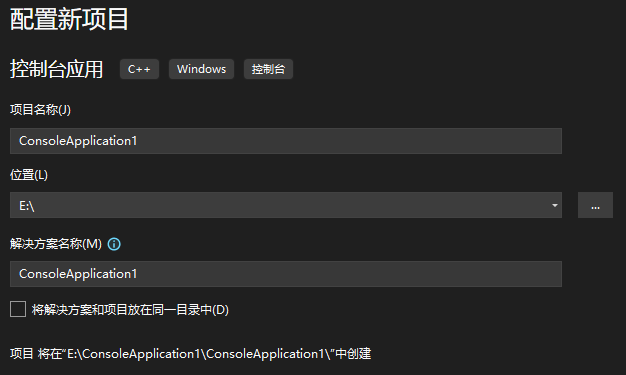 配置新项目
控制台应用 C++ Windows 控制台
项目名称(J)
ConsoleApplication1
位置(L)
E:\
...
解决方案名称(M)
ConsoleApplication1
将解决方案和项目放在同一目录中(D)
项目 将在“E:\ConsoleApplication1\ConsoleApplication1\”中创建